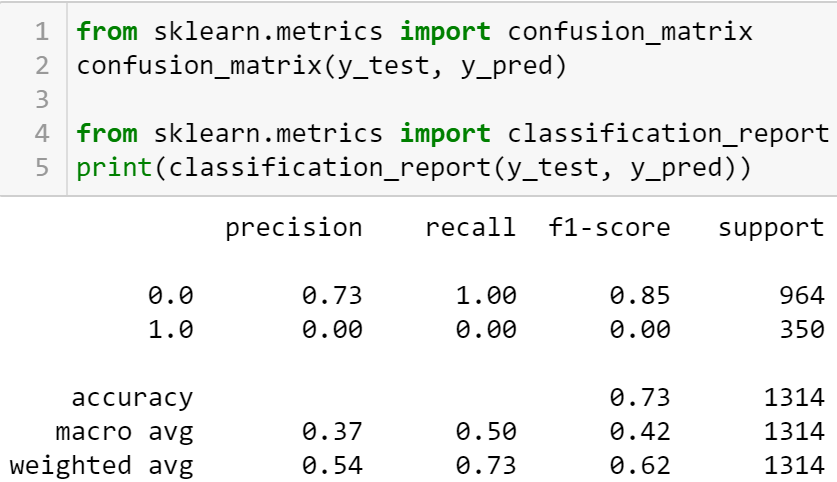 1 from sklearn.metrics import confusion_matrix
2 confusion_matrix(y_test, y_pred)
3
4 from sklearn.metrics import classification_report
5 print(classification_report(y_test, y_pred))
precision recall f1-score support
0.0 0.73 1.00 0.85 964
1.0 0.00 0.00 0.00 350
accuracy 0.73 1314
macro avg 0.37 0.50 0.42 1314
weighted avg 0.54 0.73 0.62 1314